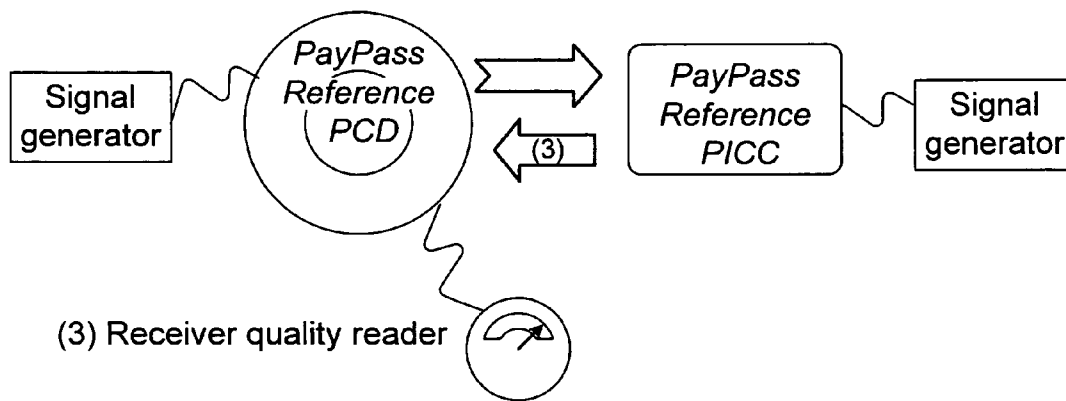 Signal
generator
PayPass
Reference
PCD
(3)
PayPass
Reference
PICC
Signal
generator
(3) Receiver quality reader